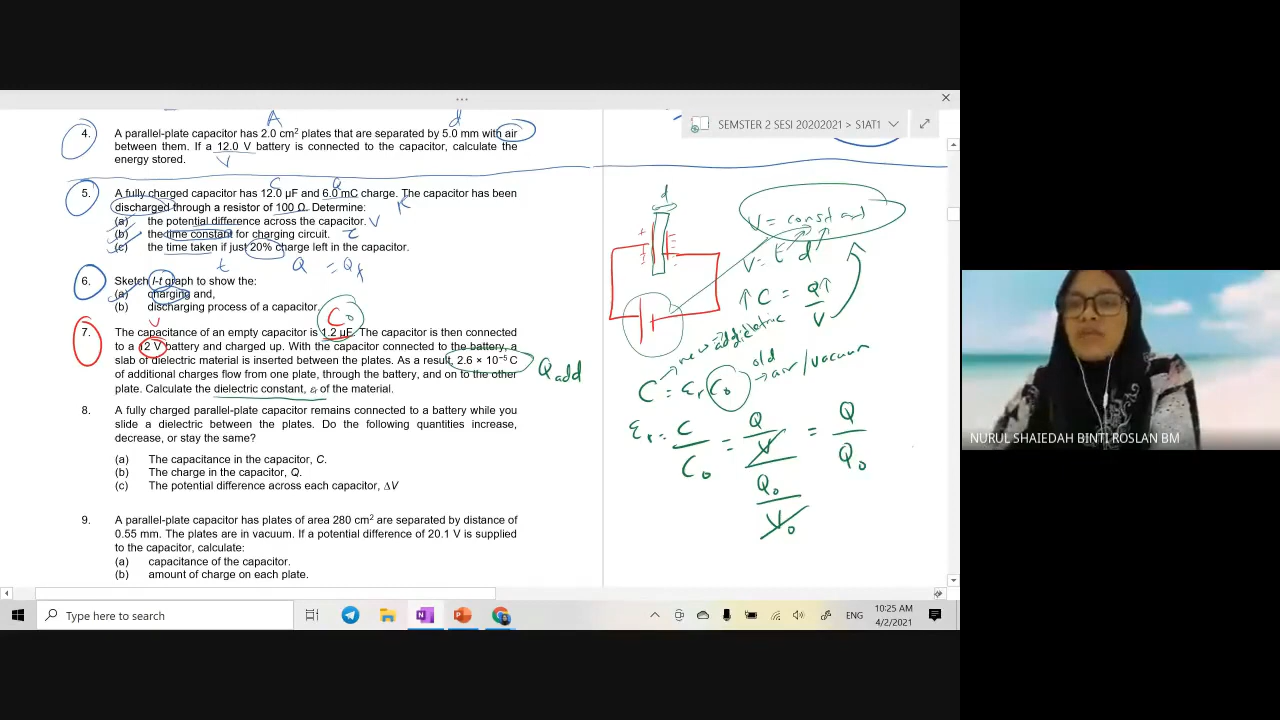 A
d
SEMSTER 2 SESI 20202021 > S1AT1
4. A parallel-plate capacitor has 2.0 cm² plates that are separated by 5.0 mm with air
between them. If a 12.0 V battery is connected to the capacitor, calculate the
energy stored.
V
C
Q
5. A fully charged capacitor has 12.0 μF and 6.0 mC charge. The capacitor has been
discharged through a resistor of 100 Ω. Determine:
R
(a) the potential difference across the capacitor. V
(b) the time constant for charging circuit. τ
(c) the time taken if just 20% charge left in the capacitor.
t
Q = Qf
6. Sketch I-t graph to show the:
(a) charging and,
(b) discharging process of a capacitor.
V
C₀
7. The capacitance of an empty capacitor is 1.2 μF. The capacitor is then connected
to a 12 V battery and charged up. With the capacitor connected to the battery, a
slab of dielectric material is inserted between the plates. As a result, 2.6 × 10⁻⁵ C
of additional charges flow from one plate, through the battery, and on to the other
plate. Calculate the dielectric constant, εr of the material.
Q add
8. A fully charged parallel-plate capacitor remains connected to a battery while you
slide a dielectric between the plates. Do the following quantities increase,
decrease, or stay the same?
(a) The capacitance in the capacitor, C.
(b) The charge in the capacitor, Q.
(c) The potential difference across each capacitor, ΔV
9. A parallel-plate capacitor has plates of area 280 cm² are separated by distance of
0.55 mm. The plates are in vacuum. If a potential difference of 20.1 V is supplied
to the capacitor, calculate:
(a) capacitance of the capacitor.
(b) amount of charge on each plate.
d
V = constant
V = E d
↑ C = Q↑
V
new → dielectric
old
→ air / vacuum
C = εr C₀
εr = C / C₀ = Q / V / Q₀ / V₀ = Q / Q₀
NURUL SHAIEDAH BINTI ROSLAN BM
Type here to search
ENG
10:25 AM
4/2/2021